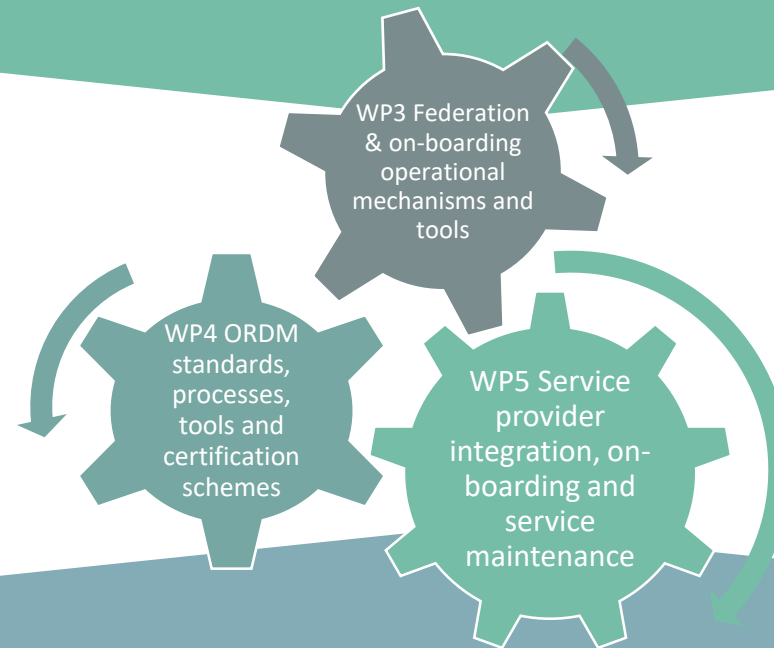 WP3 Federation
& on-boarding
operational
mechanisms and
tools
WP4 ORDM
standards,
processes,
tools and
certification
schemes
WP5 Service
provider
integration, on-
boarding and
service
maintenance